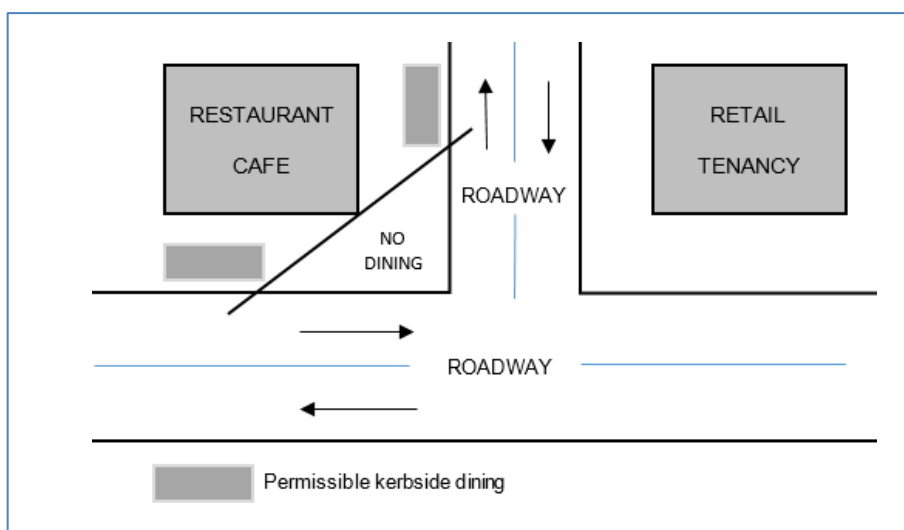 RESTAURANT
CAFE
RETAIL
TENANCY
ROADWAY
NO
DINING
ROADWAY
Permissible kerbside dining